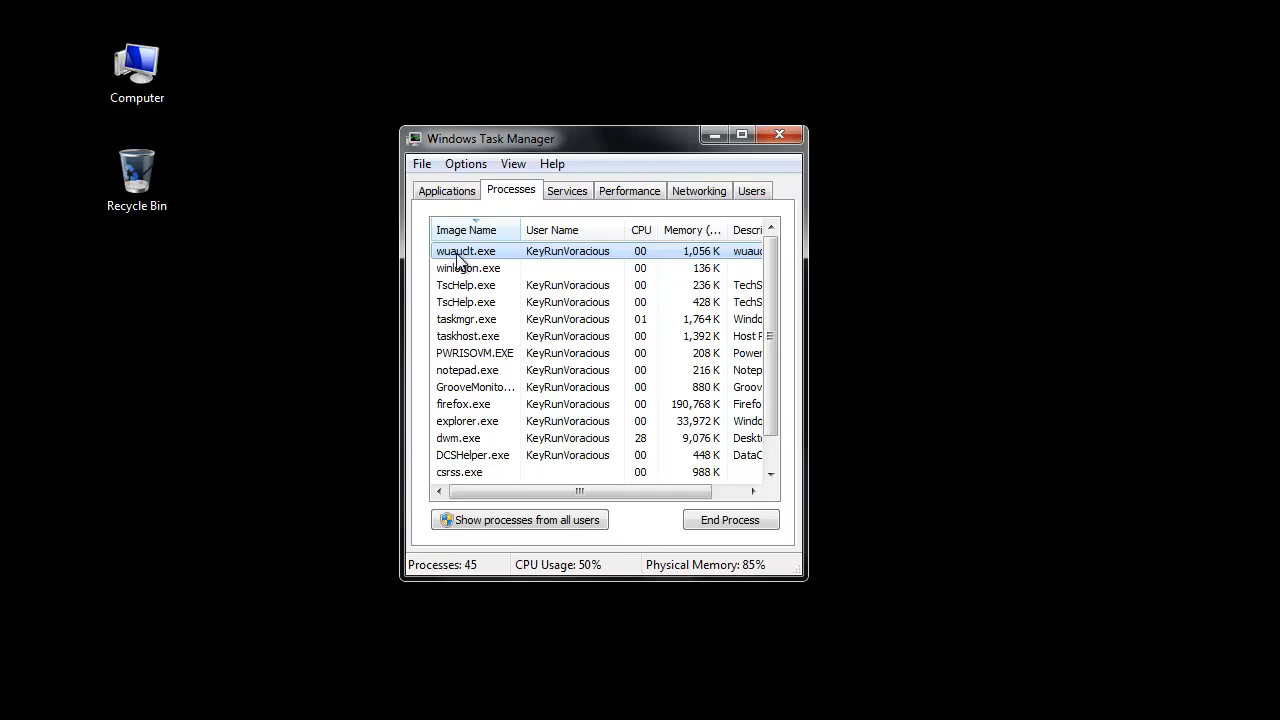 Computer
Recycle Bin
Windows Task Manager
File Options View Help
Applications Processes Services Performance Networking Users
Image Name User Name CPU Memory (... Descri
wuauclt.exe KeyRunVoracious 00 1,056 K wuauc
winlogon.exe 00 136 K
TscHelp.exe KeyRunVoracious 00 236 K TechS
TscHelp.exe KeyRunVoracious 00 428 K TechS
taskmgr.exe KeyRunVoracious 01 1,764 K Windo
taskhost.exe KeyRunVoracious 00 1,392 K Host P
PWRISOVM.EXE KeyRunVoracious 00 208 K Power
notepad.exe KeyRunVoracious 00 216 K Notep
GrooveMonito... KeyRunVoracious 00 880 K Groov
firefox.exe KeyRunVoracious 00 190,768 K Firefo
explorer.exe KeyRunVoracious 00 33,972 K Windo
dwm.exe KeyRunVoracious 28 9,076 K Deskt
DCSHelper.exe KeyRunVoracious 00 448 K DataC
csrss.exe 00 988 K
Show processes from all users End Process
Processes: 45 CPU Usage: 50% Physical Memory: 85%